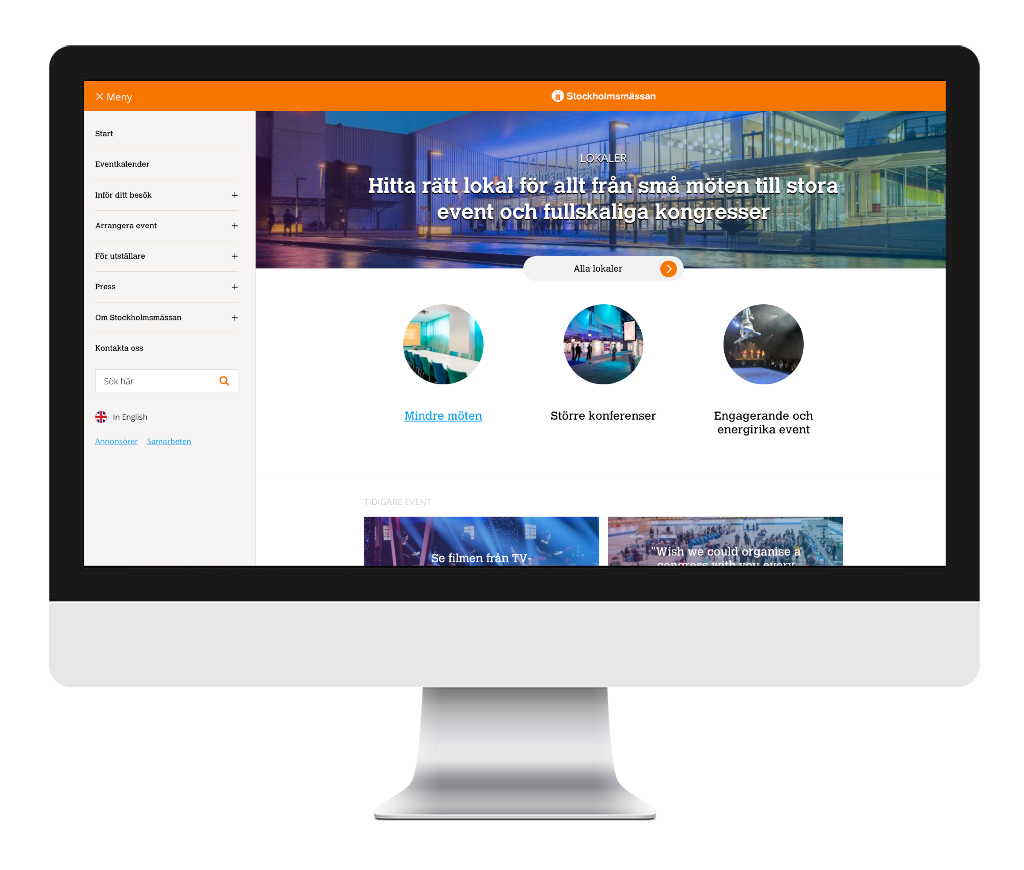 Meny
Stockholmsmässan
Start
Eventkalender
Inför ditt besök
Arrangera event
För utställare
Press
Om Stockholmsmässan
Kontakta oss
Sök här
In English
Annonsörer Samarbeten
LOKALER
Hitta rätt lokal för allt från små möten till stora
event och fullskaliga kongresser
Alla lokaler
Mindre möten
Större konferenser
Engagerande och
energirika event
TIDIGARE EVENT
Se filmen från TV-
"Wish we could organise a
congress with you every